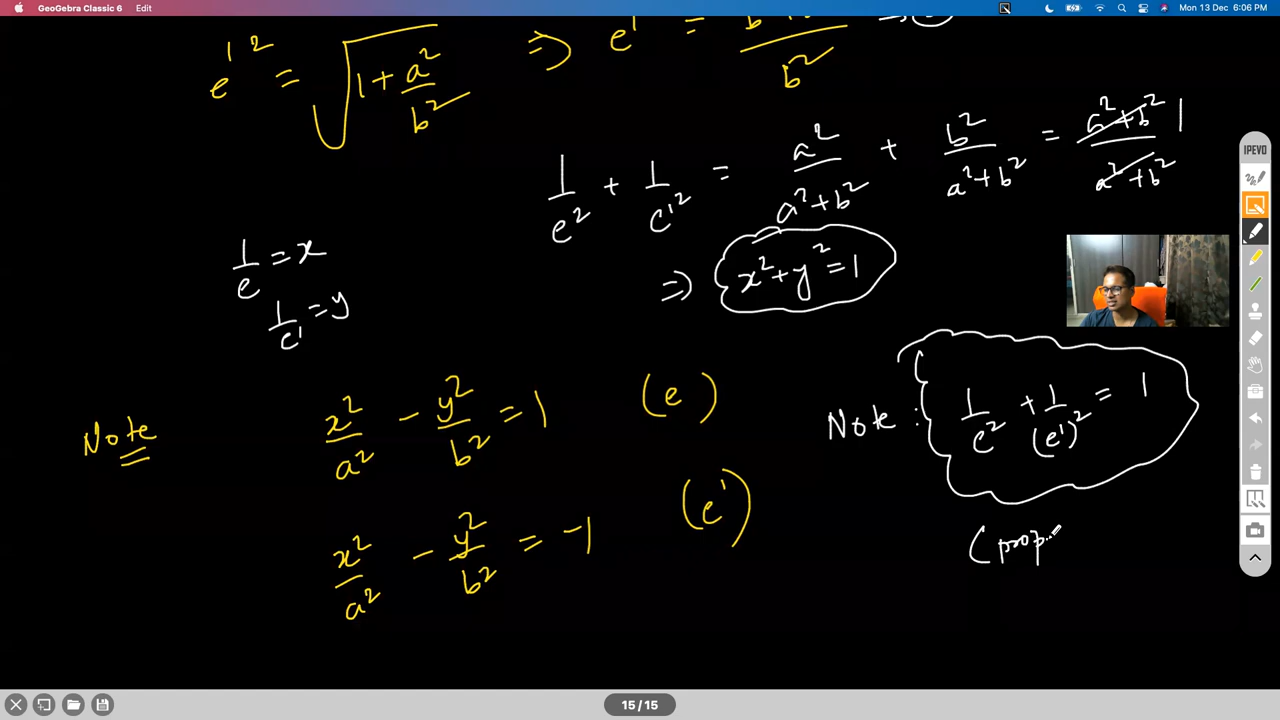 GeoGebra Classic 6 Edit Mon 13 Dec 6:06 PM
e'² = √(1 + a²/b²) ⇒ e' = /b²
1/e² + 1/e'² = a²/(a²+b²) + b²/(a²+b²) = (a²+b²)/(a²+b²) 1
1/e = x
1/e' = y
⇒ x²+y²=1
Note x²/a² − y²/b² = 1 (e)
x²/a² − y²/b² = −1 (e')
Note : 1/e² + 1/(e')² = 1
(prop.
IPEVO
15/15